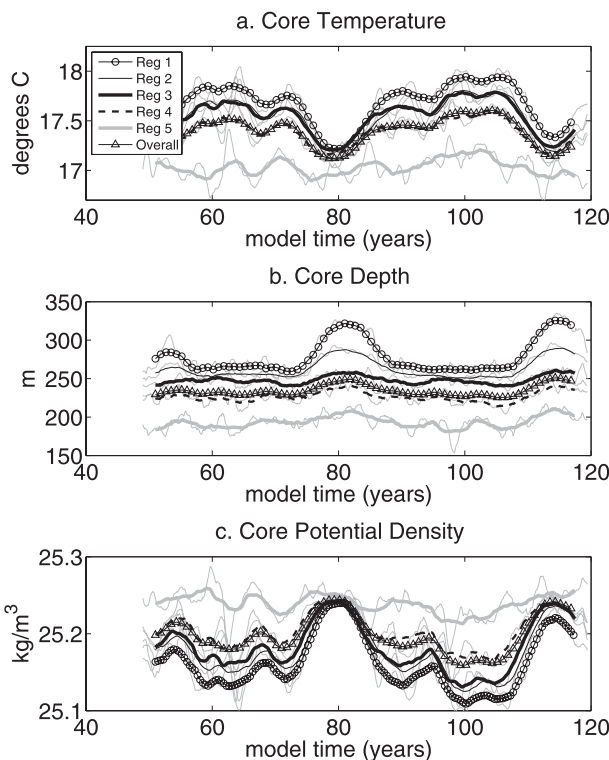 a. Core Temperature
degrees C
18
17.5
17
Reg 1
Reg 2
Reg 3
Reg 4
Reg 5
Overall
40 60 80 100 120
model time (years)
b. Core Depth
m
350
300
250
200
150
40 60 80 100 120
model time (years)
c. Core Potential Density
kg/m³
25.3
25.2
25.1
40 60 80 100 120
model time (years)